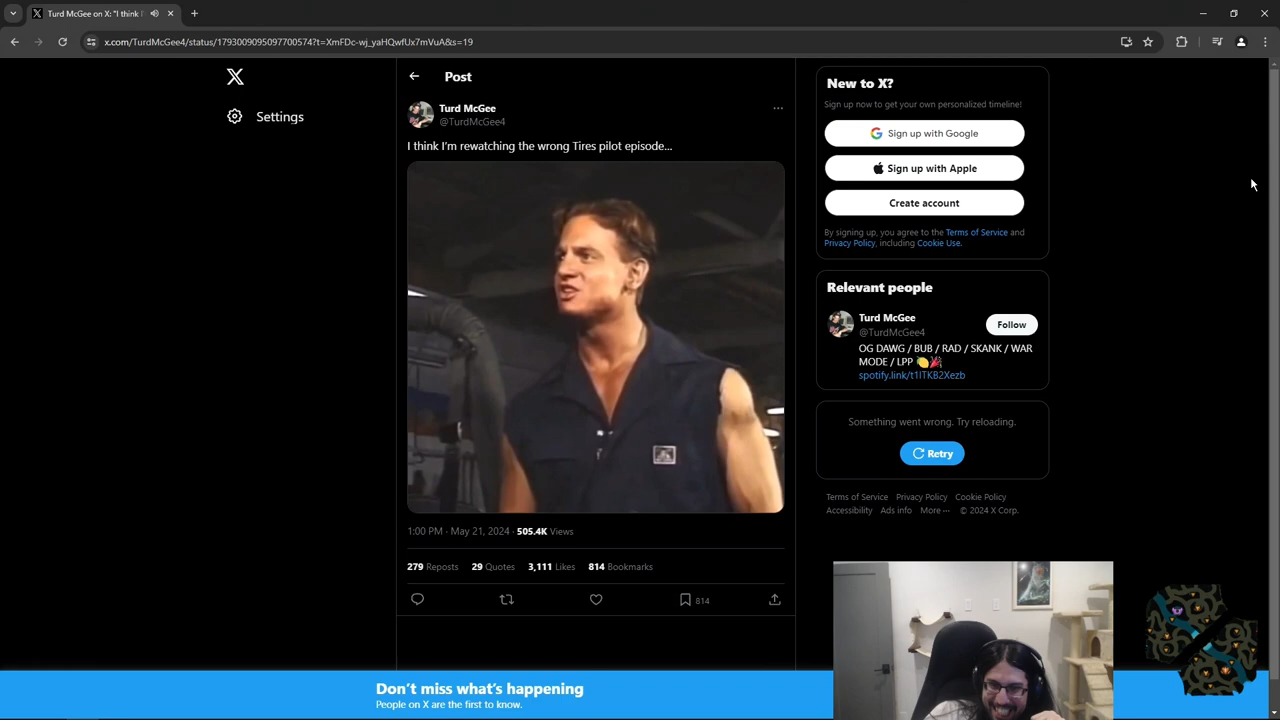 Turd McGee on X: "I think I'
x.com/TurdMcGee4/status/1793009095097700574?t=XmFDc-wj_yaHQwfUx7mVuA&s=19
Settings
Post
Turd McGee
@TurdMcGee4
I think I'm rewatching the wrong Tires pilot episode...
1:00 PM · May 21, 2024 · 505.4K Views
279 Reposts 29 Quotes 3,111 Likes 814 Bookmarks
814
New to X?
Sign up now to get your own personalized timeline!
Sign up with Google
Sign up with Apple
Create account
By signing up, you agree to the Terms of Service and
Privacy Policy, including Cookie Use.
Relevant people
Turd McGee
@TurdMcGee4
Follow
OG DAWG / BUB / RAD / SKANK / WAR
MODE / LPP 🍋🎉
spotify.link/t1ITKB2Xezb
Something went wrong. Try reloading.
Retry
Terms of Service Privacy Policy Cookie Policy
Accessibility Ads info More ··· © 2024 X Corp.
Don't miss what's happening
People on X are the first to know.